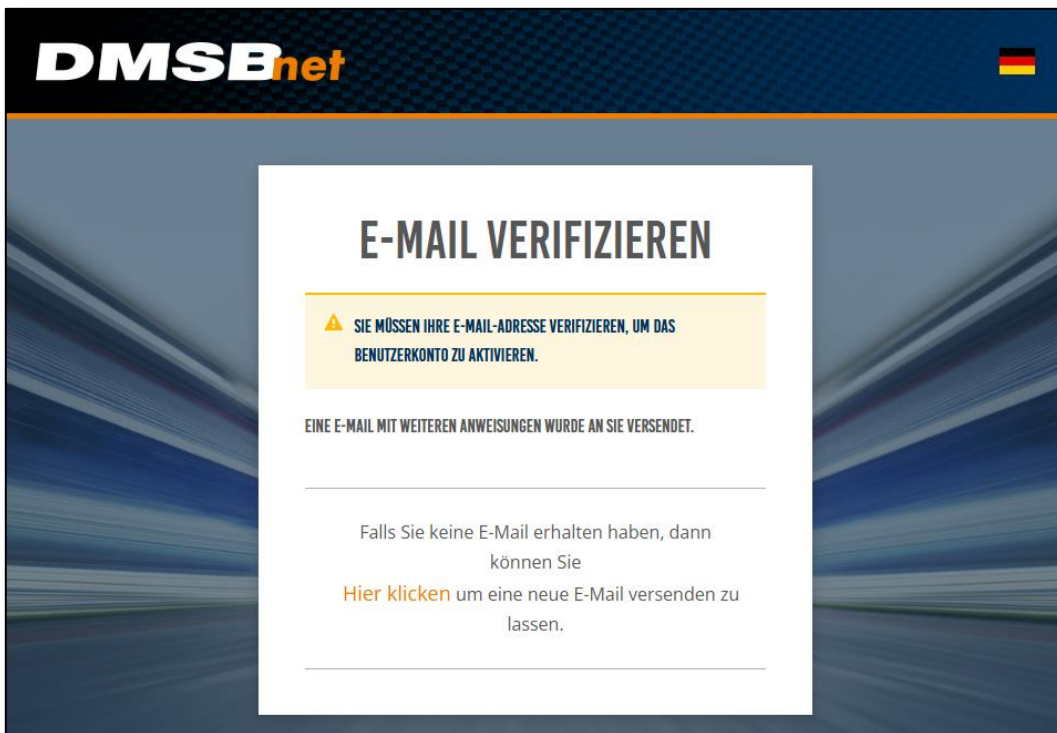 DMSBnet
E-MAIL VERIFIZIEREN
SIE MÜSSEN IHRE E-MAIL-ADRESSE VERIFIZIEREN, UM DAS
BENUTZERKONTO ZU AKTIVIEREN.
EINE E-MAIL MIT WEITEREN ANWEISUNGEN WURDE AN SIE VERSENDET.
Falls Sie keine E-Mail erhalten haben, dann
können Sie
Hier klicken um eine neue E-Mail versenden zu
lassen.